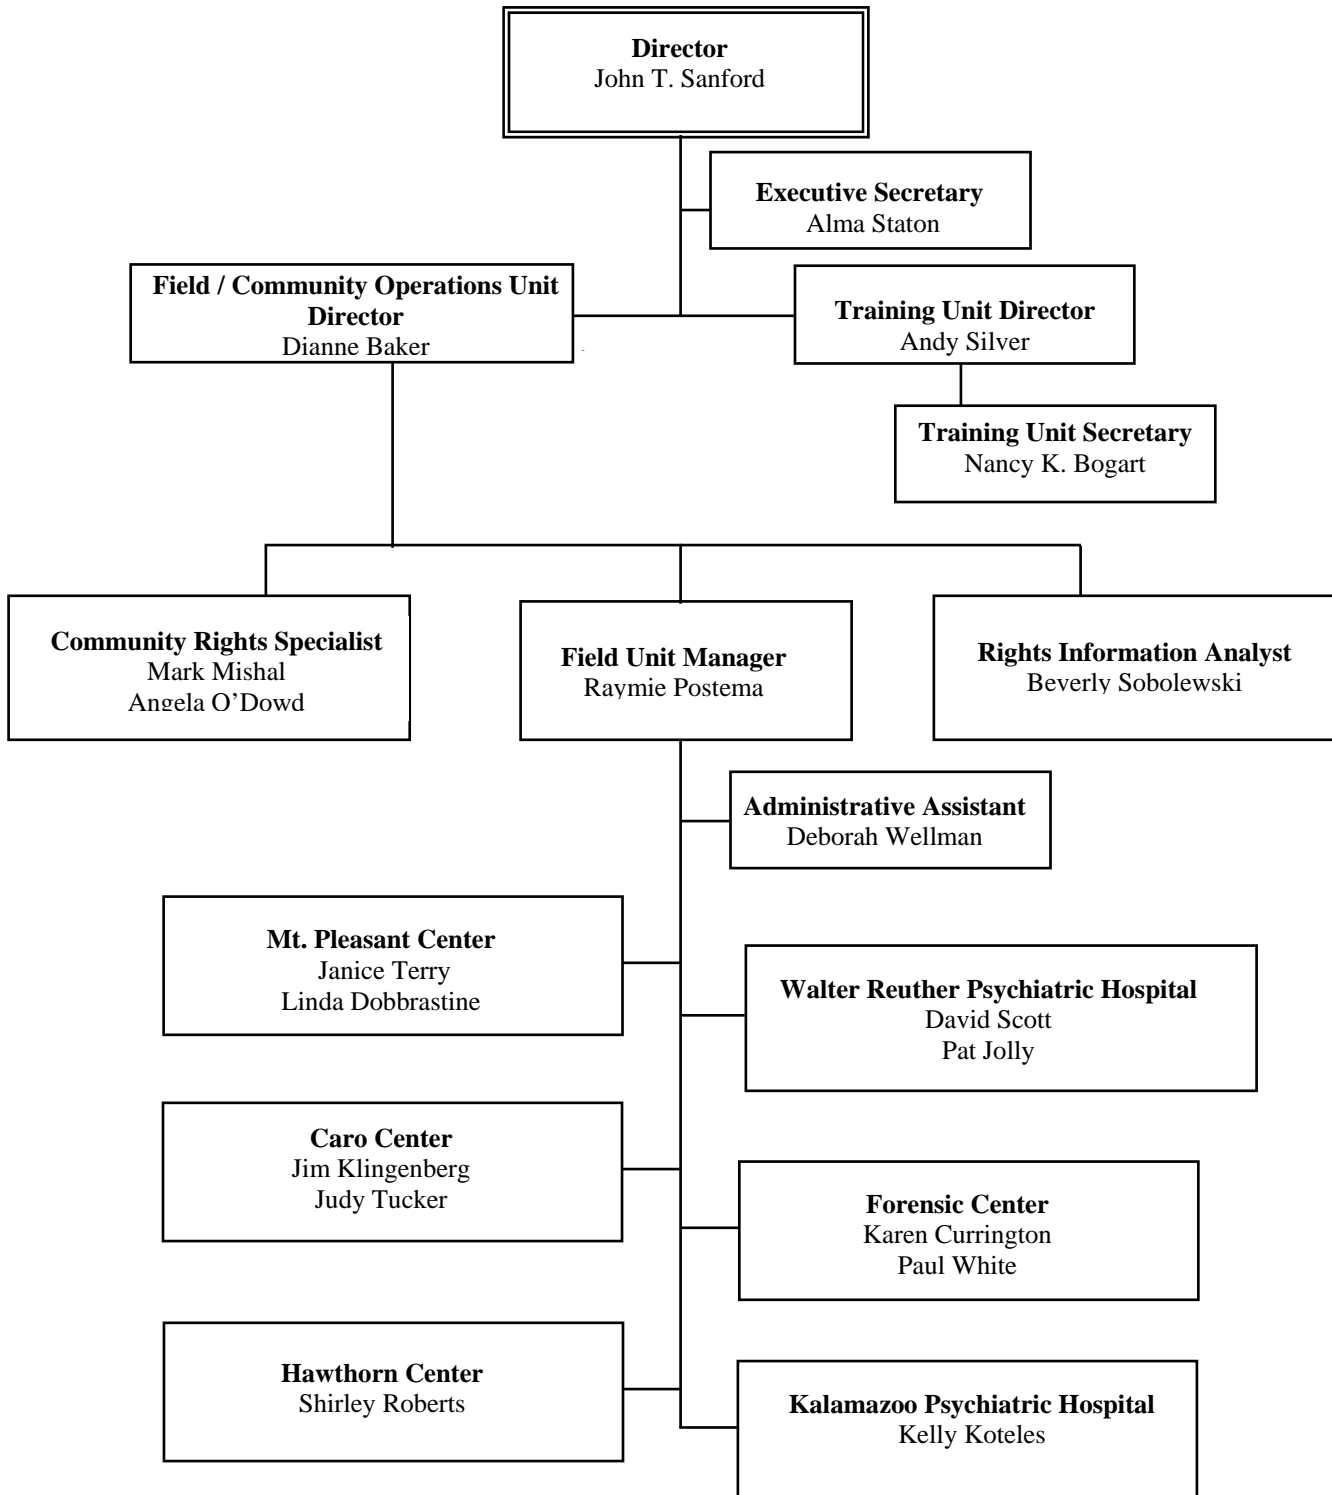 Director
John T. Sanford
Executive Secretary
Alma Staton
Field / Community Operations Unit
Director
Dianne Baker
Training Unit Director
Andy Silver
Training Unit Secretary
Nancy K. Bogart
Community Rights Specialist
Mark Mishal
Angela O’Dowd
Field Unit Manager
Raymie Postema
Rights Information Analyst
Beverly Sobolewski
Administrative Assistant
Deborah Wellman
Mt. Pleasant Center
Janice Terry
Linda Dobbrastine
Walter Reuther Psychiatric Hospital
David Scott
Pat Jolly
Caro Center
Jim Klingenberg
Judy Tucker
Forensic Center
Karen Currington
Paul White
Hawthorn Center
Shirley Roberts
Kalamazoo Psychiatric Hospital
Kelly Koteles